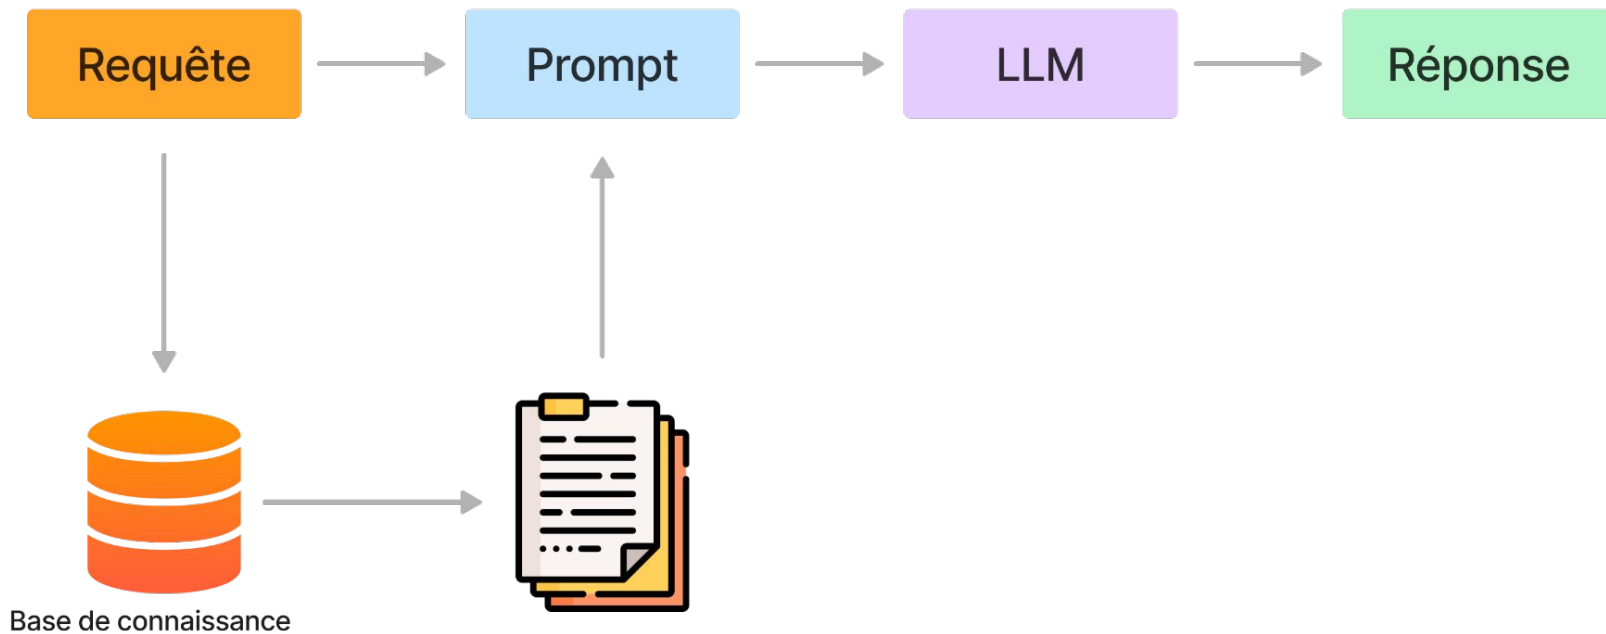 Requête
Prompt
LLM
Réponse
Base de connaissance